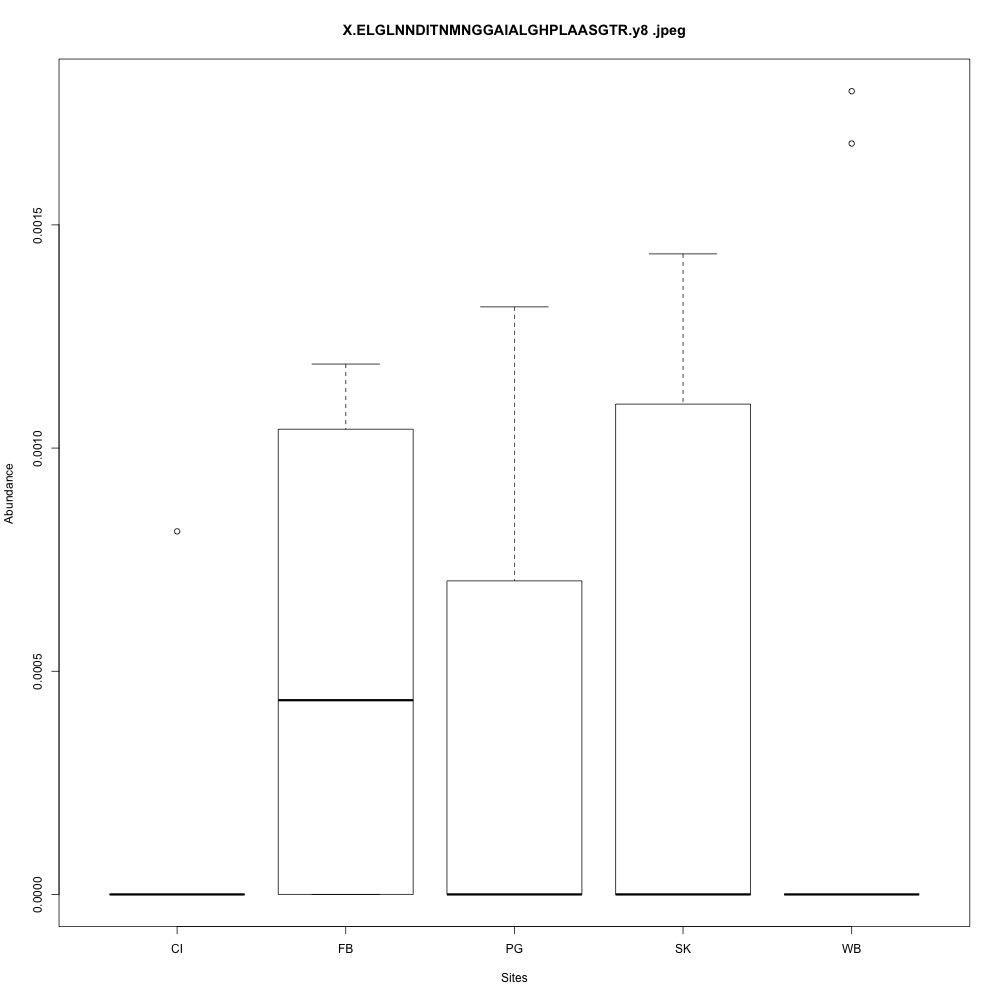 X.ELGLNNDITNMNGGAIALGHPLAASGTR.y8 .jpeg
0.0015
0.0010
0.0005
0.0000
Abundance
CI FB PG SK WB
Sites